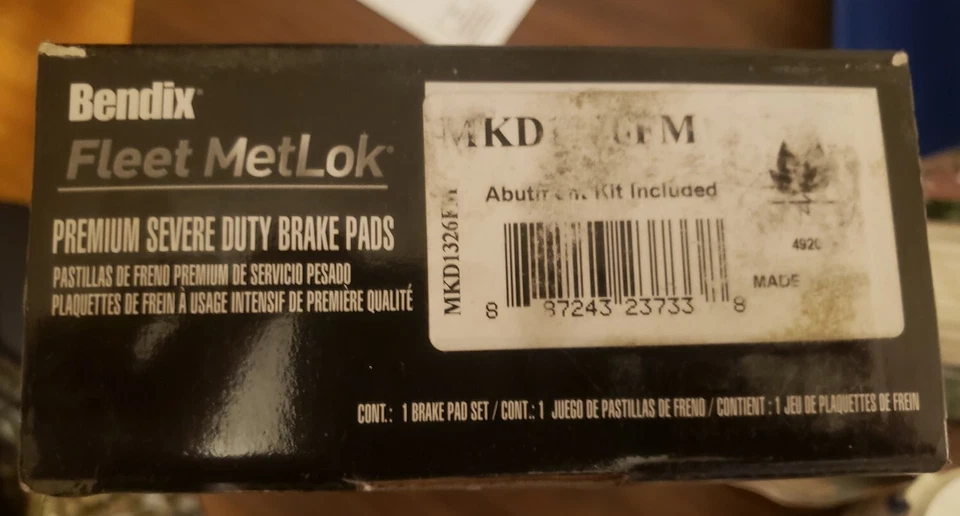 Bendix
Fleet MetLok
PREMIUM SEVERE DUTY BRAKE PADS
PASTILLAS DE FRENO PREMIUM DE SERVICIO PESADO
PLAQUETTES DE FREIN À USAGE INTENSIF DE PREMIÈRE QUALITÉ
Kit Included
MKD1326FM
8 87243 23733 8
4920
MADE
CONT.: 1 BRAKE PAD SET / CONT.: 1 JUEGO DE PASTILLAS DE FRENO / CONTIENT : 1 JEU DE PLAQUETTES DE FREIN